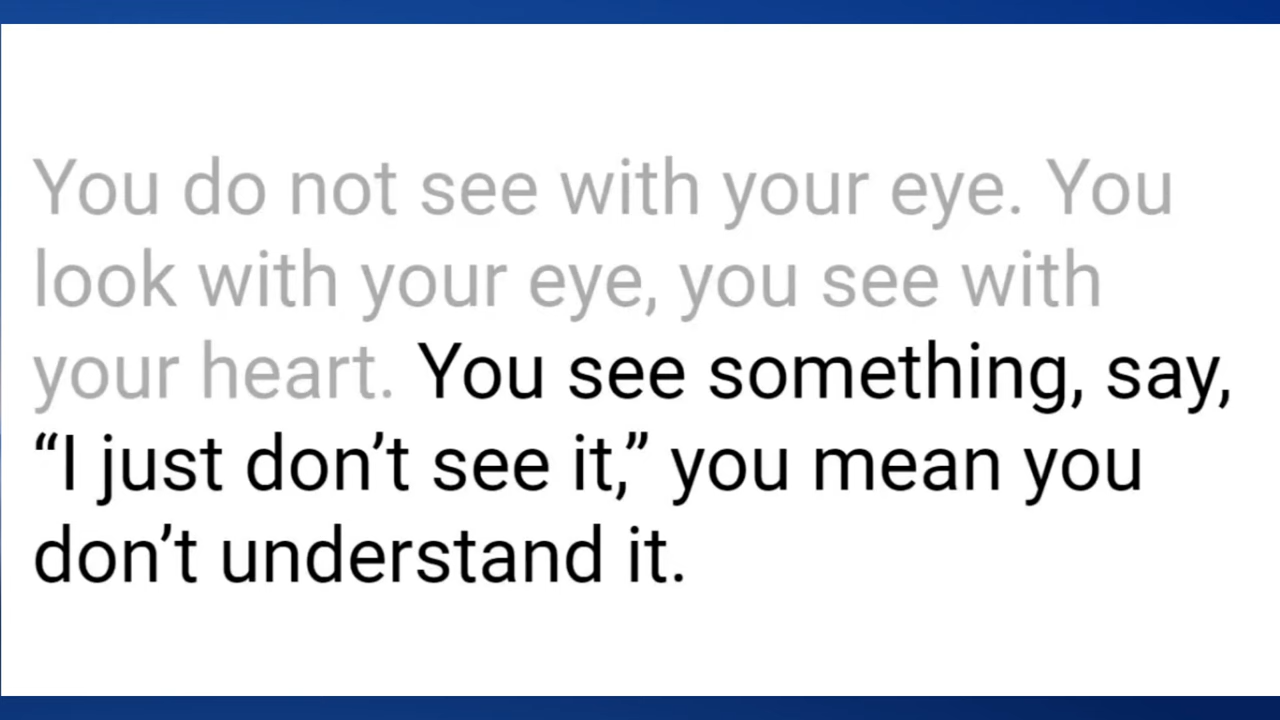 You do not see with your eye. You
look with your eye, you see with
your heart. You see something, say,
“I just don’t see it,” you mean you
don’t understand it.